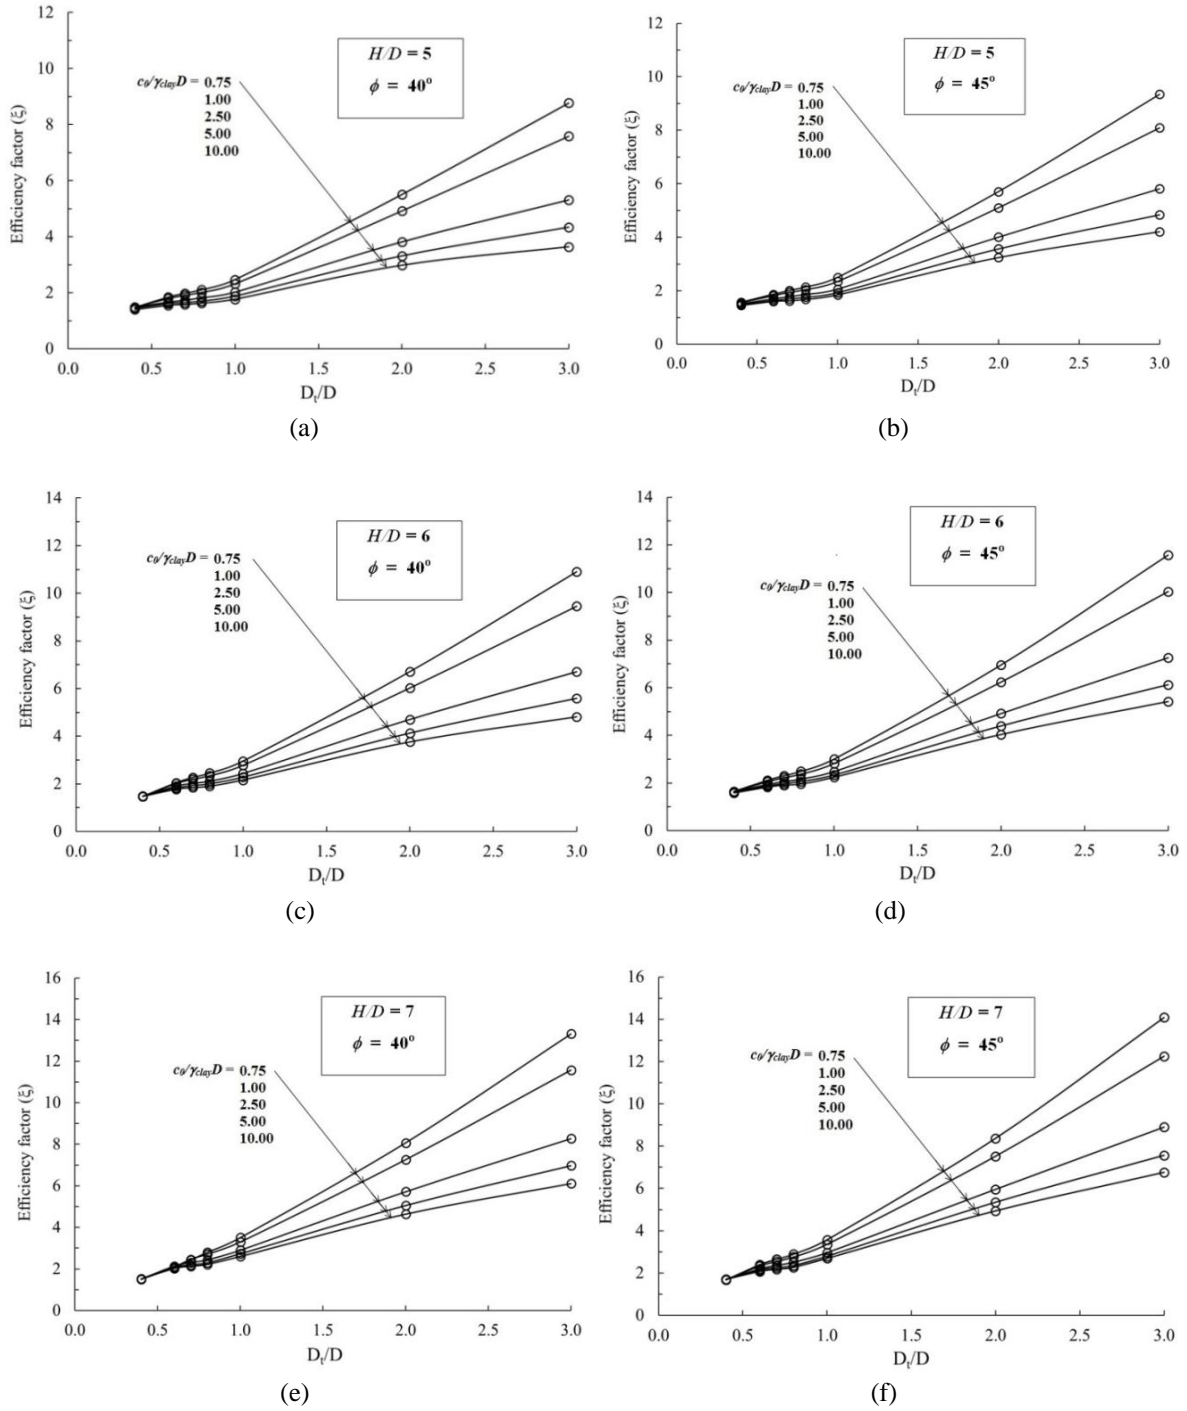 12
10
8
6
4
2
0
Efficiency factor (ξ)
H/D = 5
ϕ = 40°
c₀/γ_clay D = 0.75
1.00
2.50
5.00
10.00
0.0 0.5 1.0 1.5 2.0 2.5 3.0
Dₜ/D
(a)
12
10
8
6
4
2
0
Efficiency factor (ξ)
H/D = 5
ϕ = 45°
c₀/γ_clay D = 0.75
1.00
2.50
5.00
10.00
0.0 0.5 1.0 1.5 2.0 2.5 3.0
Dₜ/D
(b)
14
12
10
8
6
4
2
0
Efficiency factor (ξ)
H/D = 6
ϕ = 40°
c₀/γ_clay D = 0.75
1.00
2.50
5.00
10.00
0.0 0.5 1.0 1.5 2.0 2.5 3.0
Dₜ/D
(c)
14
12
10
8
6
4
2
0
Efficiency factor (ξ)
H/D = 6
ϕ = 45°
c₀/γ_clay D = 0.75
1.00
2.50
5.00
10.00
0.0 0.5 1.0 1.5 2.0 2.5 3.0
Dₜ/D
(d)
16
14
12
10
8
6
4
2
0
Efficiency factor (ξ)
H/D = 7
ϕ = 40°
c₀/γ_clay D = 0.75
1.00
2.50
5.00
10.00
0.0 0.5 1.0 1.5 2.0 2.5 3.0
Dₜ/D
(e)
16
14
12
10
8
6
4
2
0
Efficiency factor (ξ)
H/D = 7
ϕ = 45°
c₀/γ_clay D = 0.75
1.00
2.50
5.00
10.00
0.0 0.5 1.0 1.5 2.0 2.5 3.0
Dₜ/D
(f)